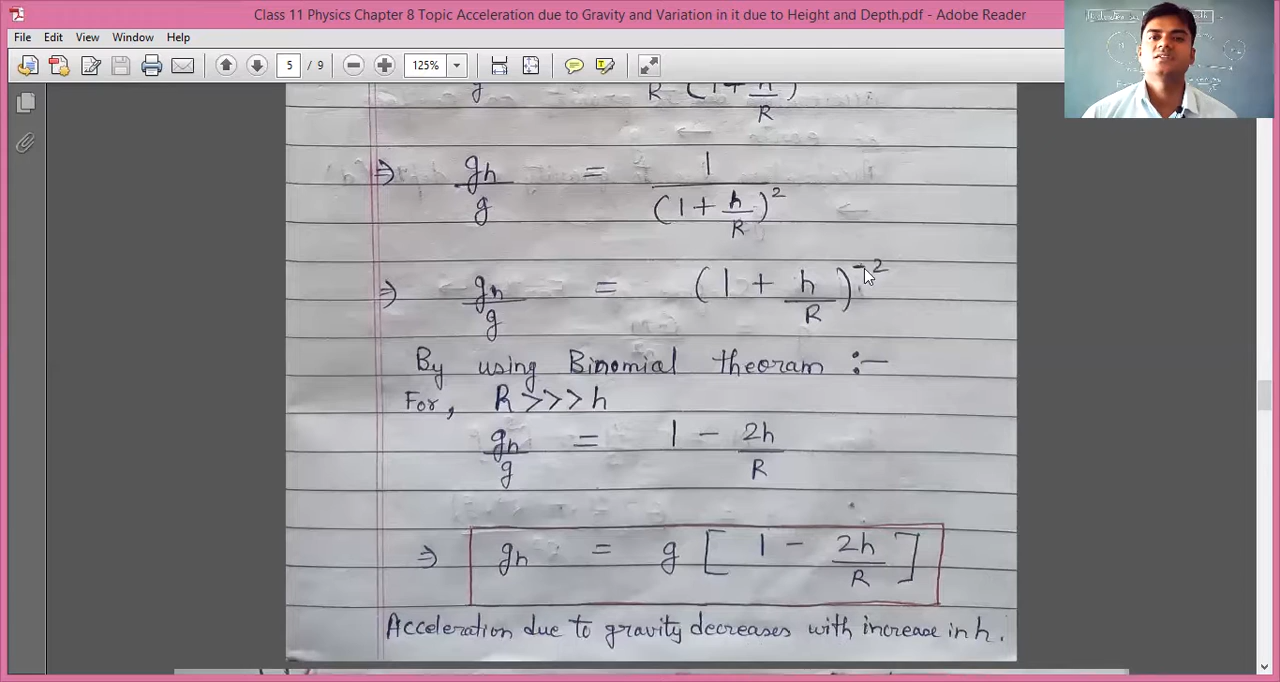 Class 11 Physics Chapter 8 Topic Acceleration due to Gravity and Variation in it due to Height and Depth.pdf - Adobe Reader
File Edit View Window Help
5 / 9 125%
g R (1 + h/R)
⇒ gh/g = 1/(1 + h/R)²
⇒ gh/g = (1 + h/R)⁻²
By using Binomial theoram :-
For, R >>> h
gh/g = 1 - 2h/R
⇒ gh = g [1 - 2h/R]
Acceleration due to gravity decreases with increase in h.